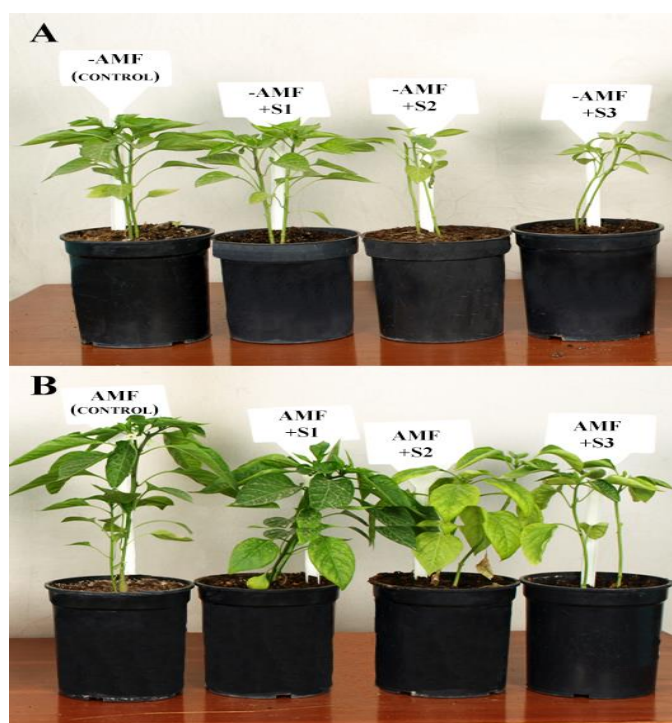 A
-AMF
(CONTROL)
-AMF
+S1
-AMF
+S2
-AMF
+S3
B
AMF
(CONTROL)
AMF
+S1
AMF
+S2
AMF
+S3